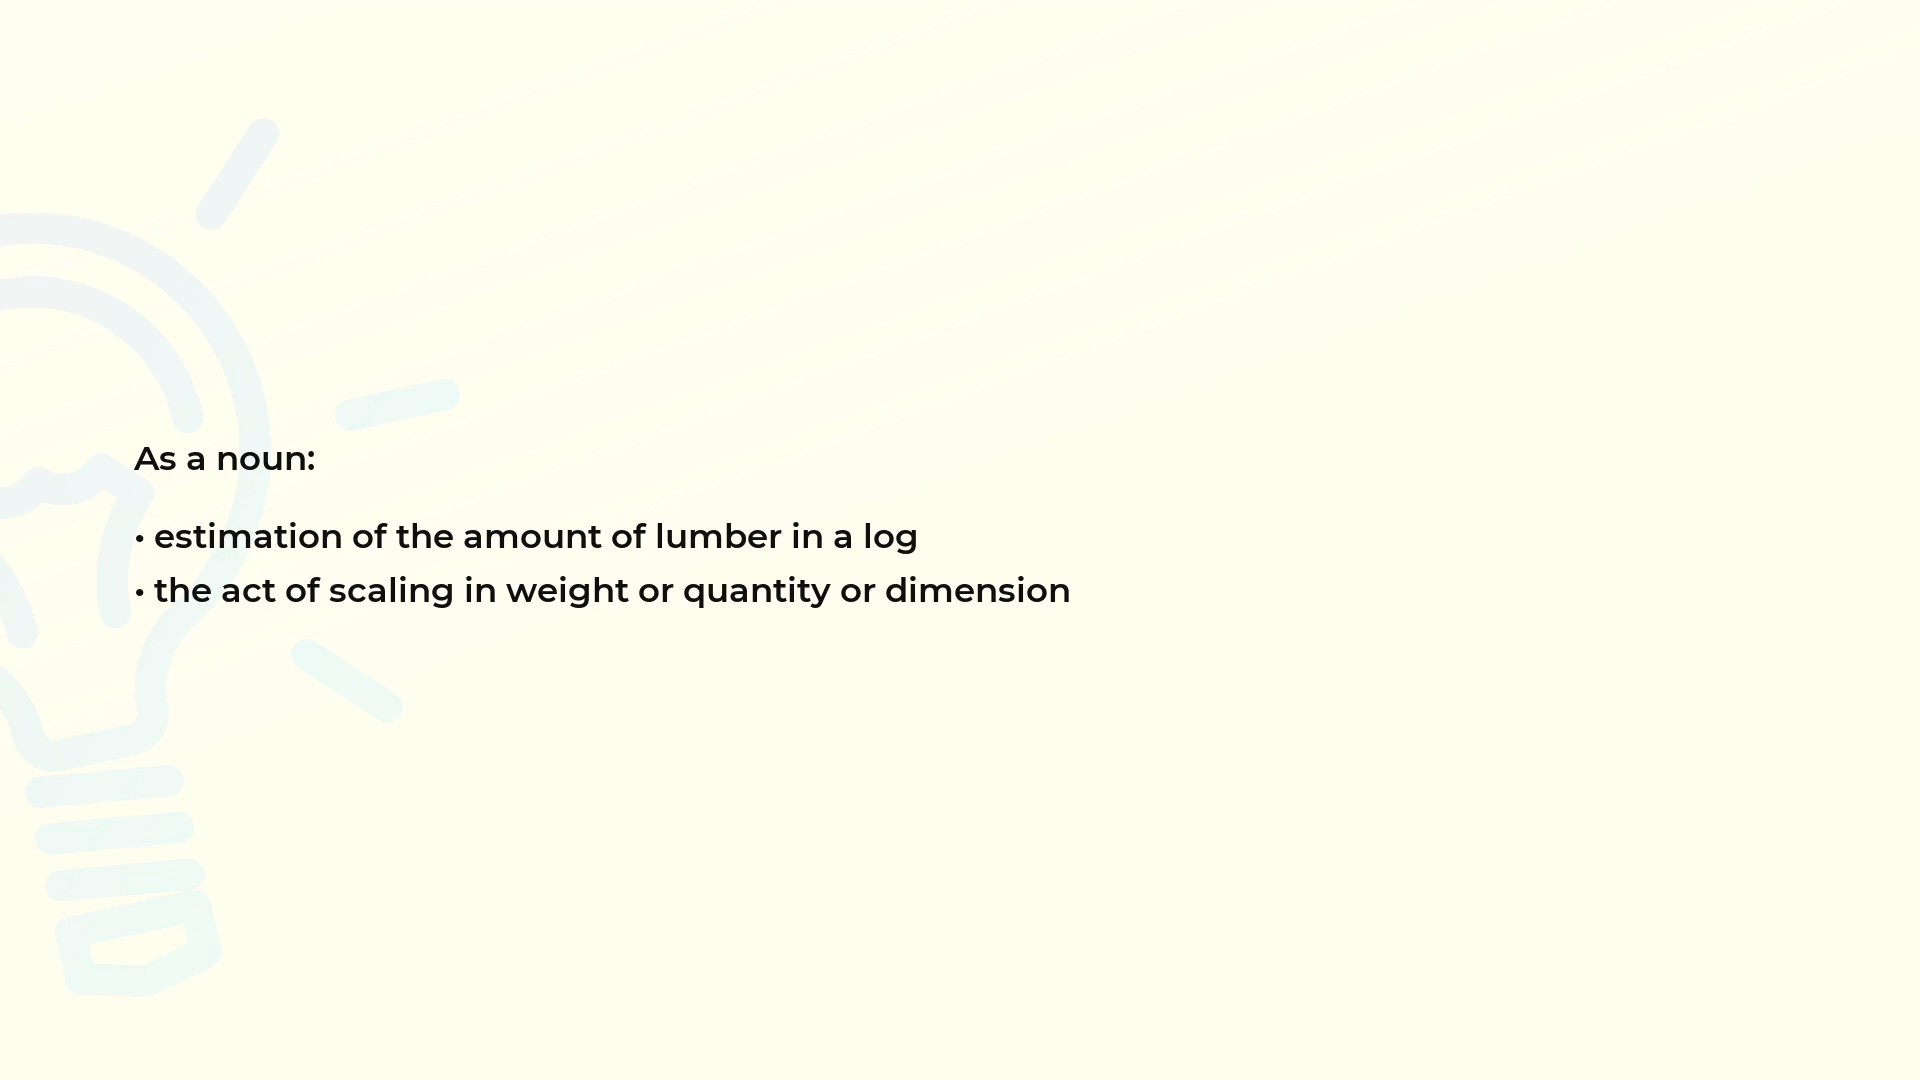 As a noun:
• estimation of the amount of lumber in a log
• the act of scaling in weight or quantity or dimension